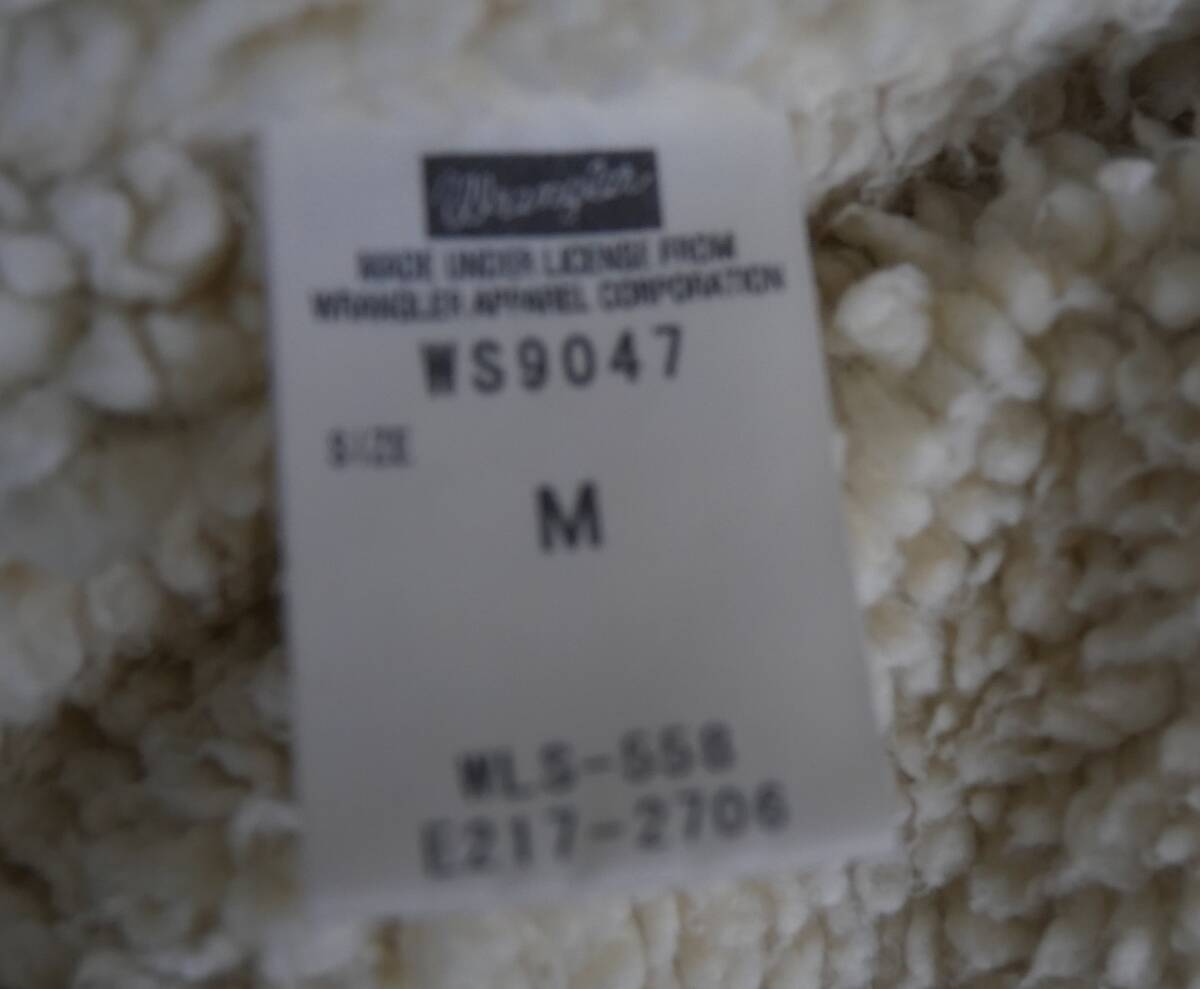 Wrangler
MADE UNDER LICENSE FROM
WRANGLER APPAREL CORPORATION
WS9047
SIZE
M
WLS-558
E217-2706